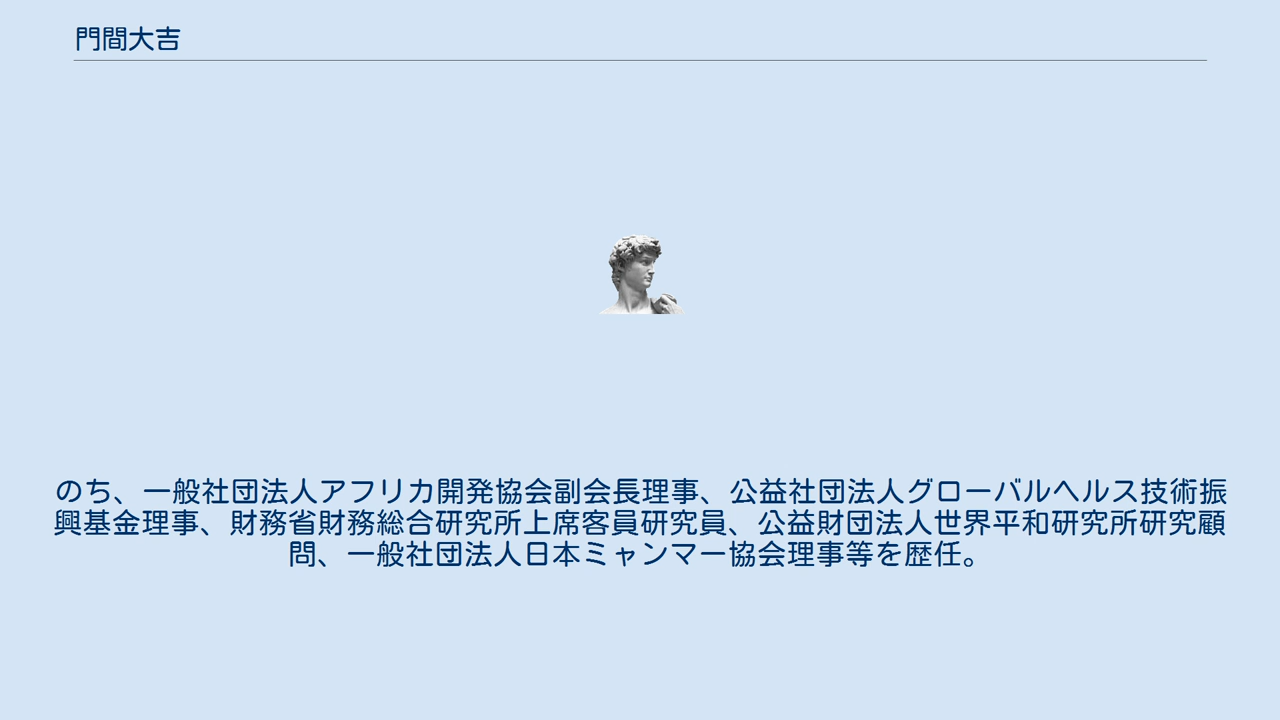 門間大吉
のち、一般社団法人アフリカ開発協会副会長理事、公益社団法人グローバルヘルス技術振
興基金理事、財務省財務総合研究所上席客員研究員、公益財団法人世界平和研究所研究顧
問、一般社団法人日本ミャンマー協会理事等を歴任。